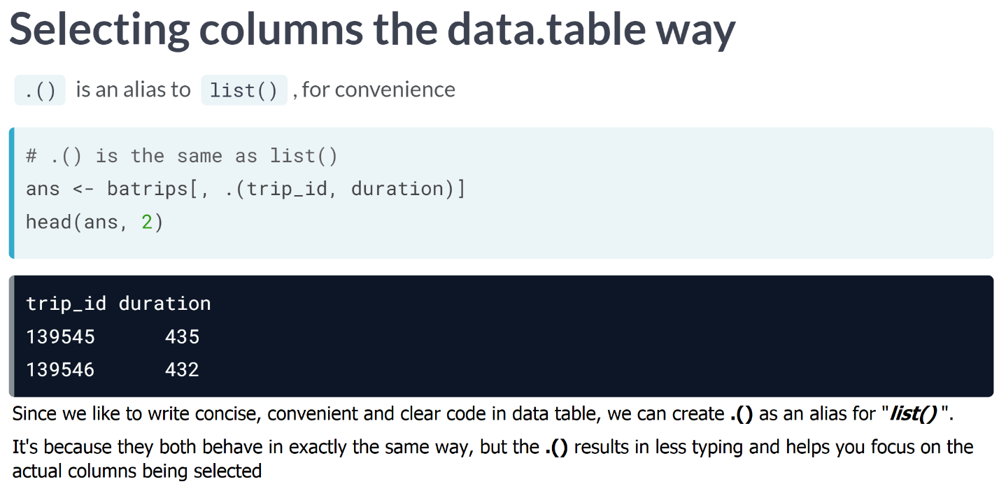 Selecting columns the data.table way
.() is an alias to list() , for convenience
# .() is the same as list()
ans <- batrips[, .(trip_id, duration)]
head(ans, 2)
trip_id duration
139545      435
139546      432
Since we like to write concise, convenient and clear code in data table, we can create .() as an alias for "list() ".
It's because they both behave in exactly the same way, but the .() results in less typing and helps you focus on the
actual columns being selected